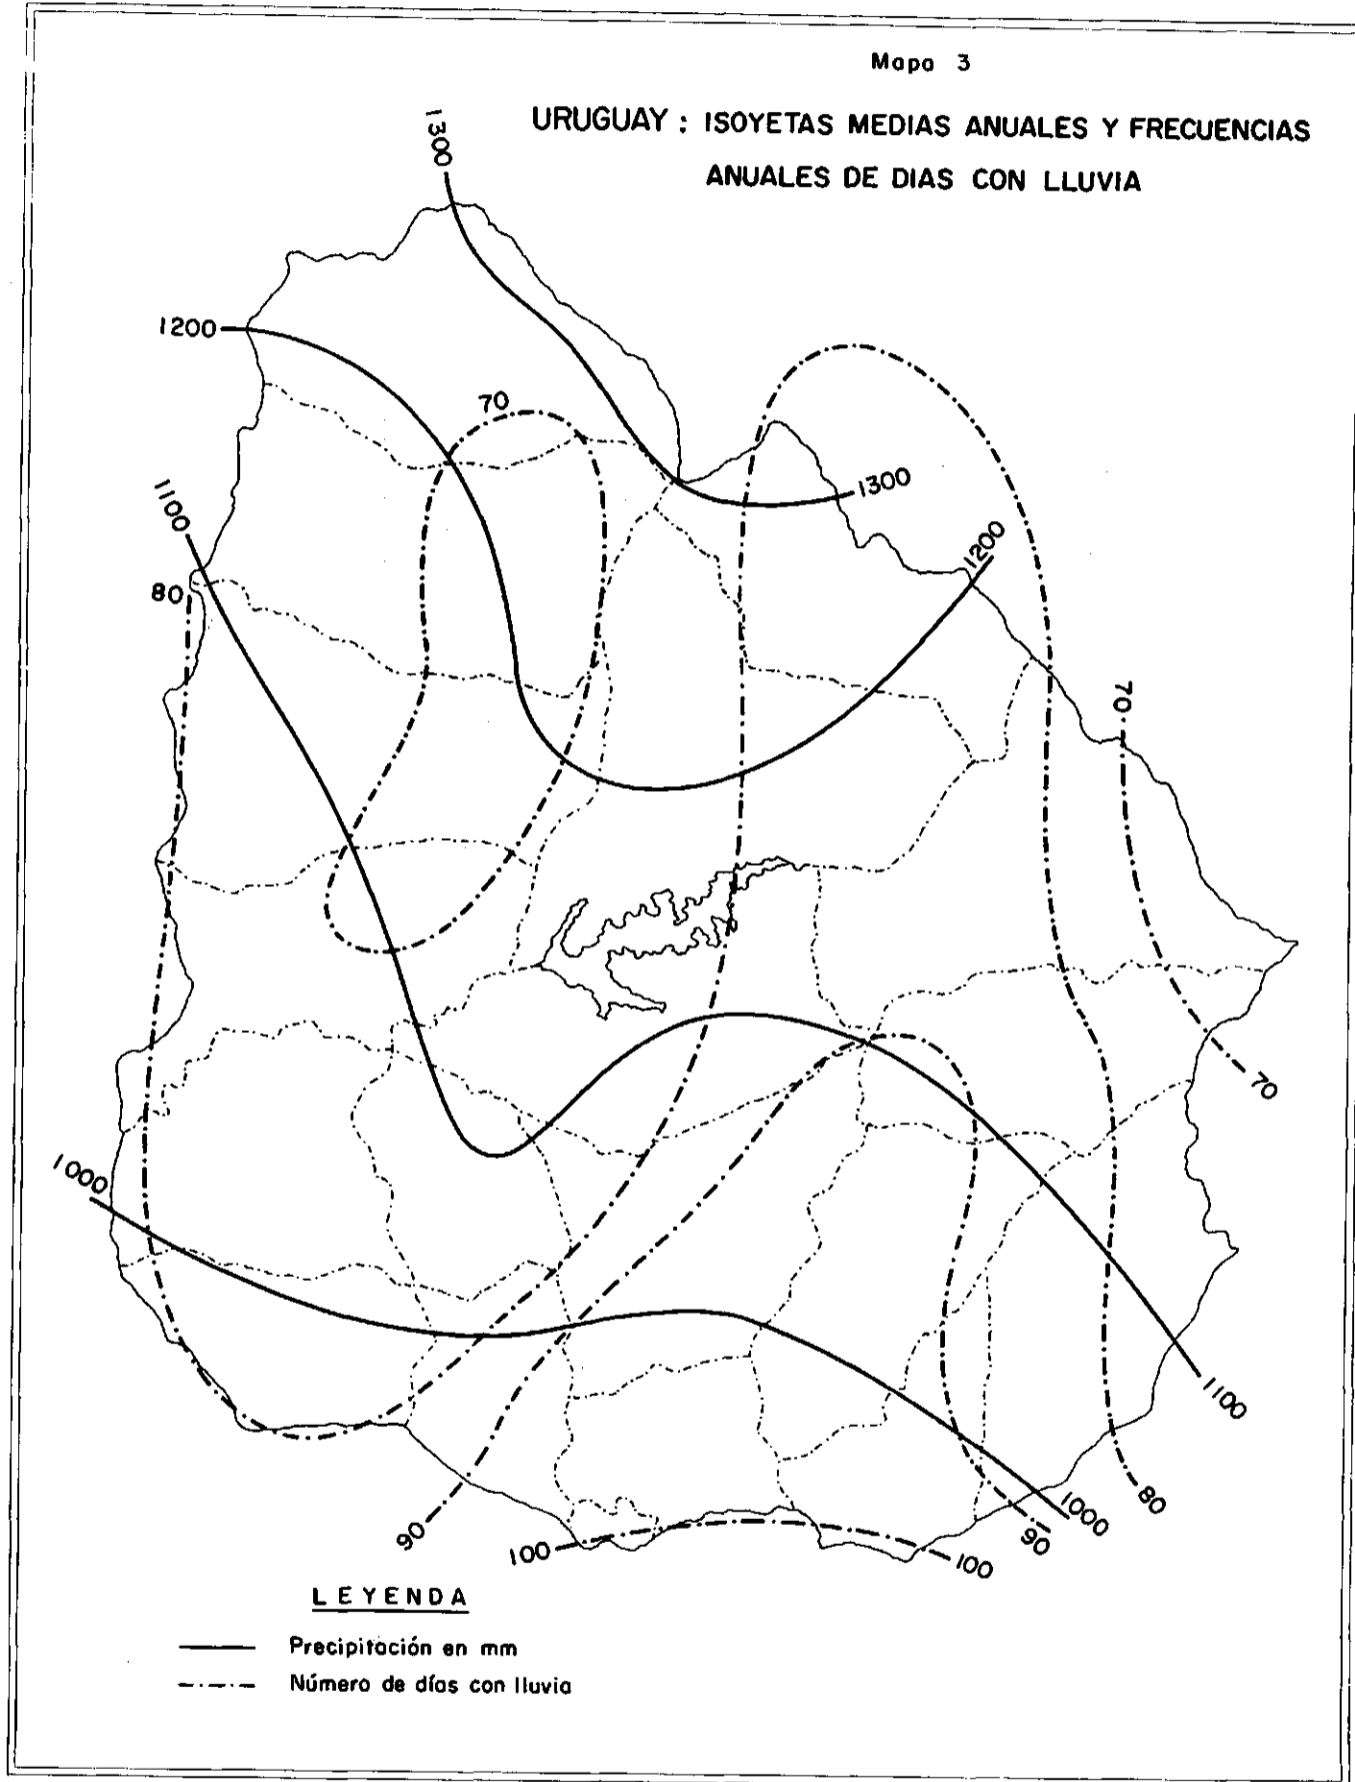 Mapa 3
URUGUAY : ISOYETAS MEDIAS ANUALES Y FRECUENCIAS
ANUALES DE DIAS CON LLUVIA
1300
1200
70
1300
1100
1200
80
70
1000
70
1100
80
1000
90
90
100
100
LEYENDA
Precipitación en mm
Número de días con lluvia